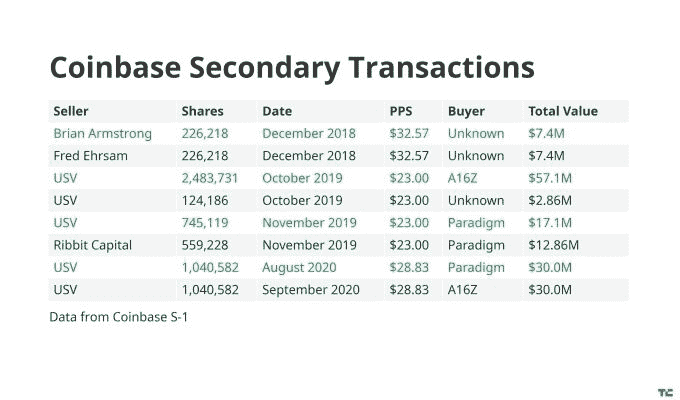 Coinbase Secondary Transactions
Seller Shares Date PPS Buyer Total Value
Brian Armstrong 226,218 December 2018 $32.57 Unknown $7.4M
Fred Ehrsam 226,218 December 2018 $32.57 Unknown $7.4M
USV 2,483,731 October 2019 $23.00 A16Z $57.1M
USV 124,186 October 2019 $23.00 Unknown $2.86M
USV 745,119 November 2019 $23.00 Paradigm $17.1M
Ribbit Capital 559,228 November 2019 $23.00 Paradigm $12.86M
USV 1,040,582 August 2020 $28.83 Paradigm $30.0M
USV 1,040,582 September 2020 $28.83 A16Z $30.0M
Data from Coinbase S-1
TC